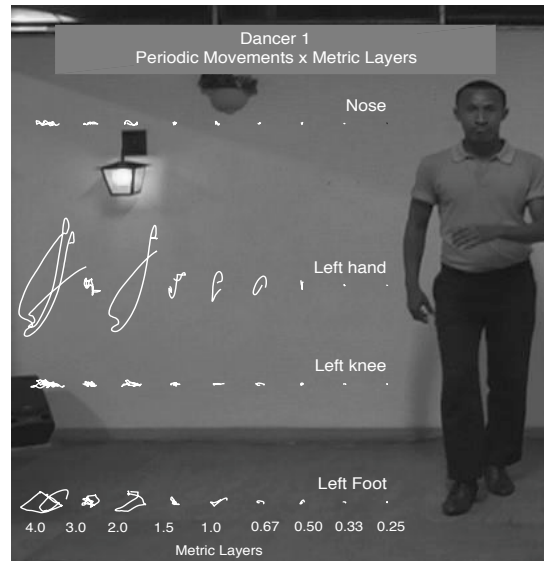 Dancer 1
Periodic Movements x Metric Layers
Nose
Left hand
Left knee
Left Foot
4.0 3.0 2.0 1.5 1.0 0.67 0.50 0.33 0.25
Metric Layers